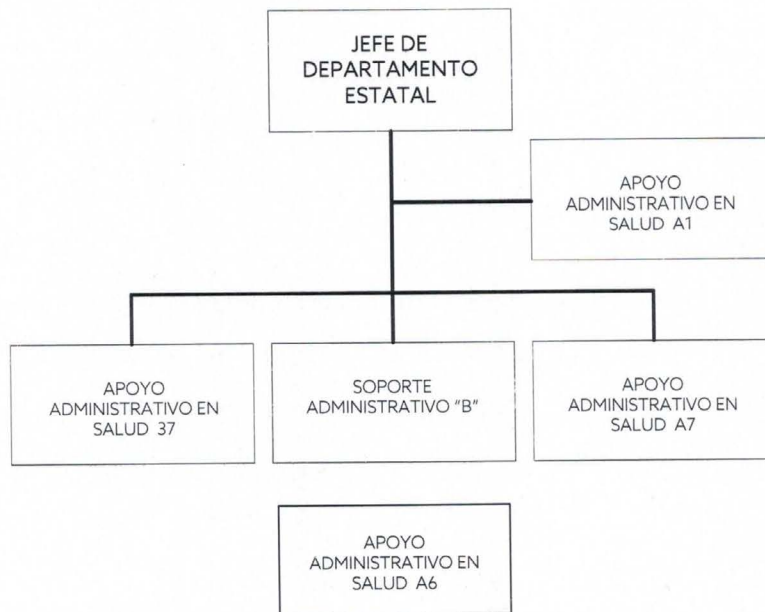 JEFE DE
DEPARTAMENTO
ESTATAL
APOYO
ADMINISTRATIVO EN
SALUD A1
APOYO
ADMINISTRATIVO EN
SALUD 37
SOPORTE
ADMINISTRATIVO "B"
APOYO
ADMINISTRATIVO EN
SALUD A7
APOYO
ADMINISTRATIVO EN
SALUD A6